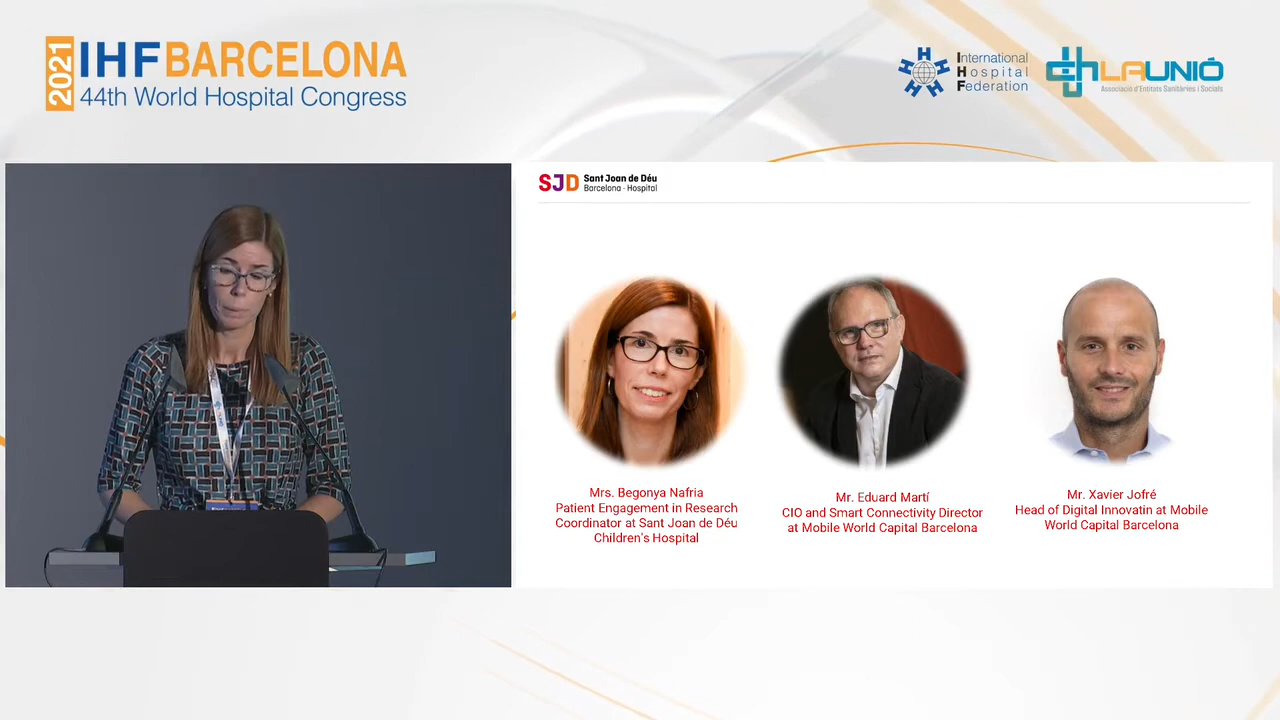 2021
IHF BARCELONA
44th World Hospital Congress
International
Hospital
Federation
LAUNIÓ
Associació d'Entitats Sanitàries i Socials
SJD Sant Joan de Déu
Barcelona · Hospital
Mrs. Begonya Nafria
Patient Engagement in Research
Coordinator at Sant Joan de Déu
Children's Hospital
Mr. Eduard Martí
CIO and Smart Connectivity Director
at Mobile World Capital Barcelona
Mr. Xavier Jofré
Head of Digital Innovatin at Mobile
World Capital Barcelona